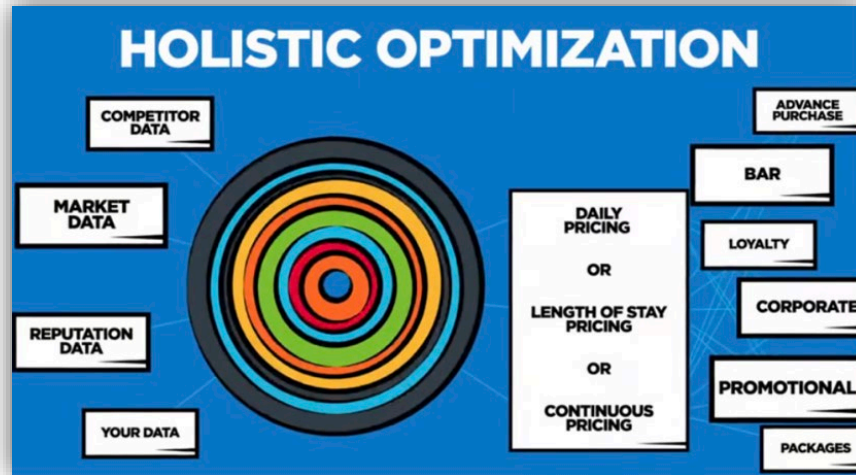 HOLISTIC OPTIMIZATION
COMPETITOR
DATA
MARKET
DATA
REPUTATION
DATA
YOUR DATA
DAILY
PRICING
OR
LENGTH OF STAY
PRICING
OR
CONTINUOUS
PRICING
ADVANCE
PURCHASE
BAR
LOYALTY
CORPORATE
PROMOTIONAL
PACKAGES